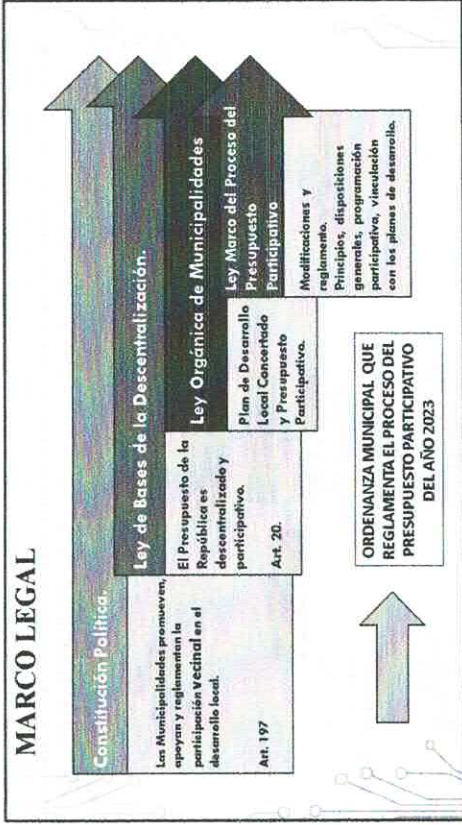 MARCO LEGAL
Constitución Política.
Las Municipalidades promueven,
apoyan y reglamentan la
participación vecinal en el
desarrollo local.
Art. 197
Ley de Bases de la Descentralización.
El Presupuesto de la
República es
descentralizado y
participativo.
Art. 20.
Ley Orgánica de Municipalidades
Plan de Desarrollo
Local Concertado
y Presupuesto
Participativo.
Ley Marco del Proceso del
Presupuesto
Participativo
Modificaciones y
reglamento.
Principios, disposiciones
generales, programación
participativa, vinculación
con los planes de desarrollo.
ORDENANZA MUNICIPAL QUE
REGLAMENTA EL PROCESO DEL
PRESUPUESTO PARTICIPATIVO
DEL AÑO 2023